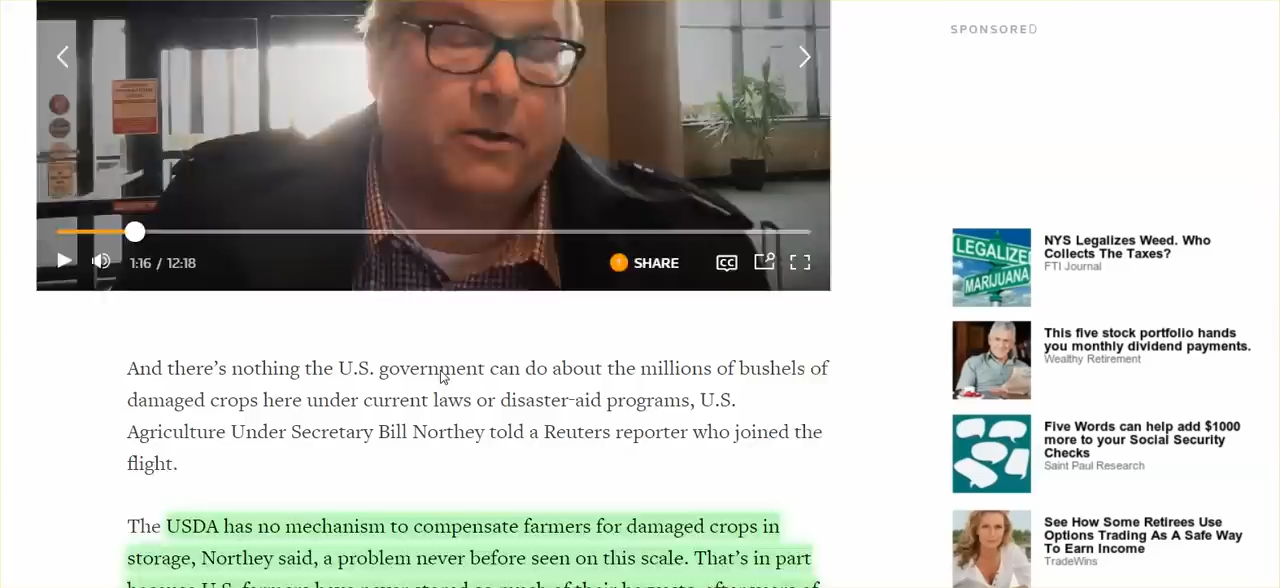 SPONSORED
1:16 / 12:18
SHARE
CC
And there's nothing the U.S. government can do about the millions of bushels of
damaged crops here under current laws or disaster-aid programs, U.S.
Agriculture Under Secretary Bill Northey told a Reuters reporter who joined the
flight.
The USDA has no mechanism to compensate farmers for damaged crops in
storage, Northey said, a problem never before seen on this scale. That's in part
LEGALIZE
MARIJUANA
NYS Legalizes Weed. Who
Collects The Taxes?
FTI Journal
This five stock portfolio hands
you monthly dividend payments.
Wealthy Retirement
Five Words can help add $1000
more to your Social Security
Checks
Saint Paul Research
See How Some Retirees Use
Options Trading As A Safe Way
To Earn Income
TradeWins